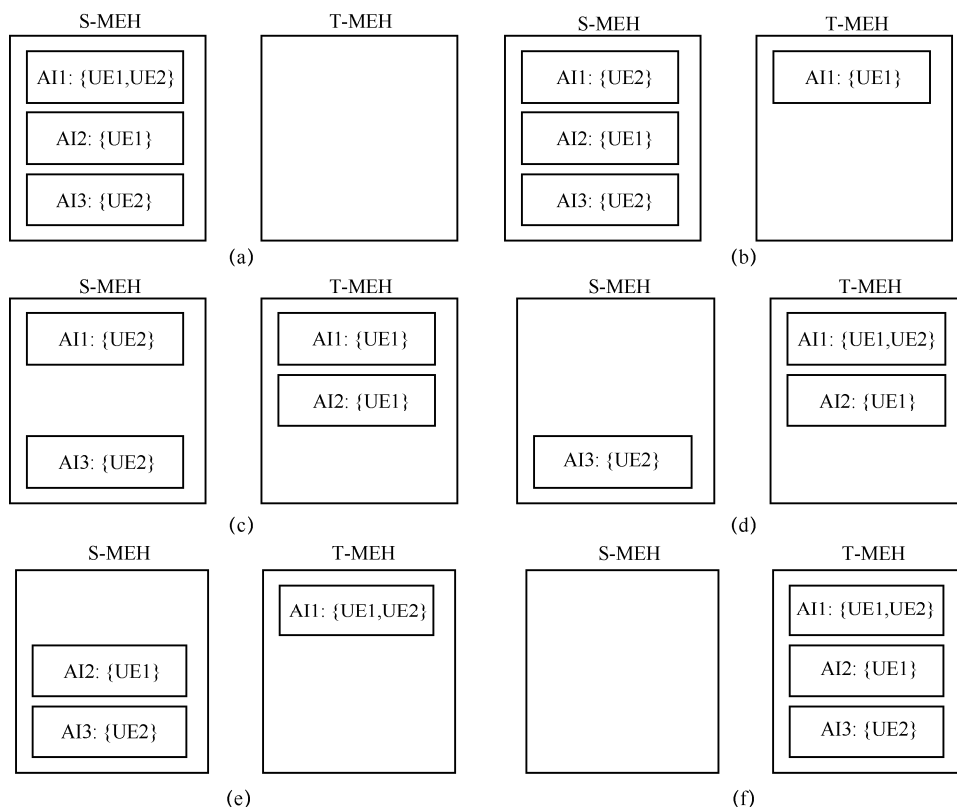 S-MEH T-MEH S-MEH T-MEH
AI1: {UE1,UE2} AI1: {UE2} AI1: {UE1}
AI2: {UE1} AI2: {UE1}
AI3: {UE2} AI3: {UE2}
(a) (b)
S-MEH T-MEH S-MEH T-MEH
AI1: {UE2} AI1: {UE1} AI1: {UE1,UE2}
AI2: {UE1} AI2: {UE1}
AI3: {UE2} AI3: {UE2}
(c) (d)
S-MEH T-MEH S-MEH T-MEH
AI1: {UE1,UE2} AI1: {UE1,UE2}
AI2: {UE1} AI2: {UE1}
AI3: {UE2} AI3: {UE2}
(e) (f)